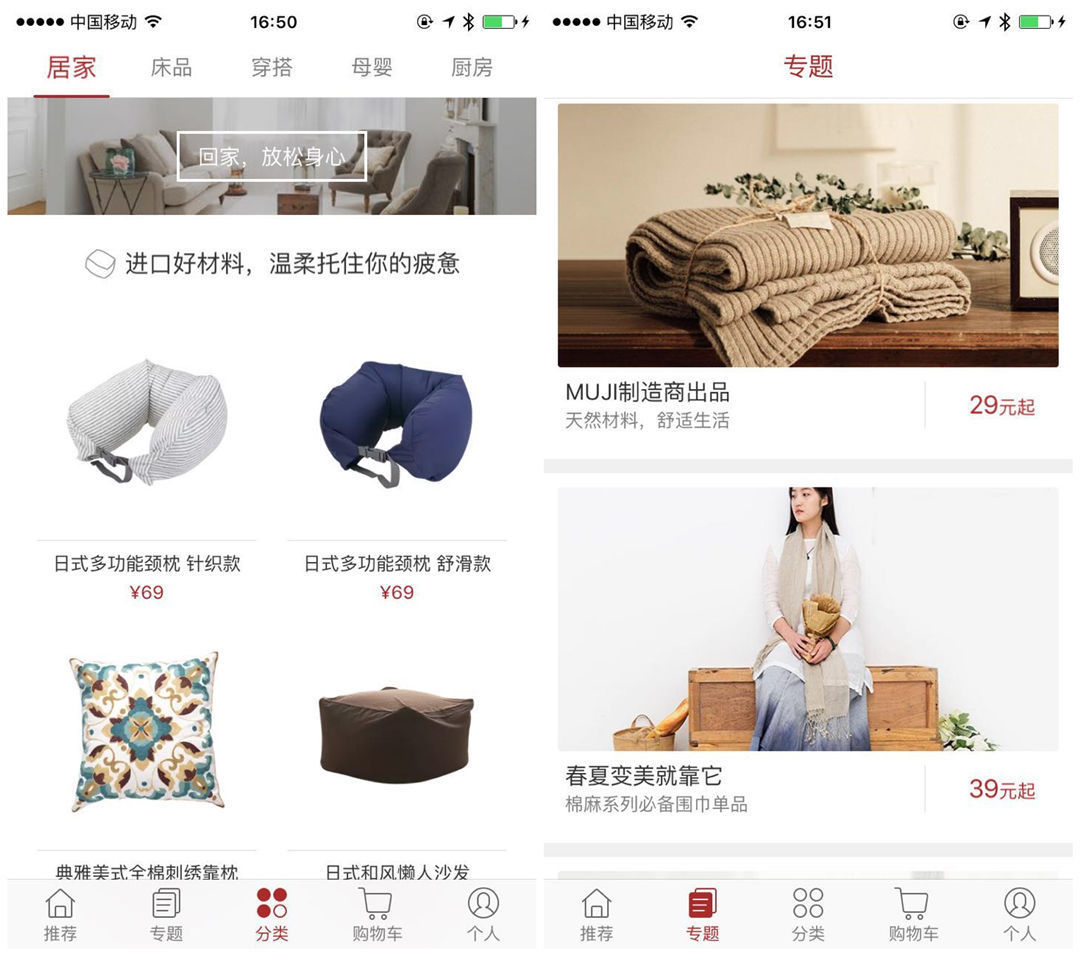 中国移动
16:50
居家
床品
穿搭
母婴
厨房
回家，放松身心
进口好材料，温柔托住你的疲惫
日式多功能颈枕 针织款
¥69
日式多功能颈枕 舒滑款
¥69
典雅美式全棉刺绣靠枕
日式和风懒人沙发
推荐
专题
分类
购物车
个人
中国移动
16:51
专题
MUJI制造商出品
天然材料，舒适生活
29元起
春夏变美就靠它
棉麻系列必备围巾单品
39元起
推荐
专题
分类
购物车
个人